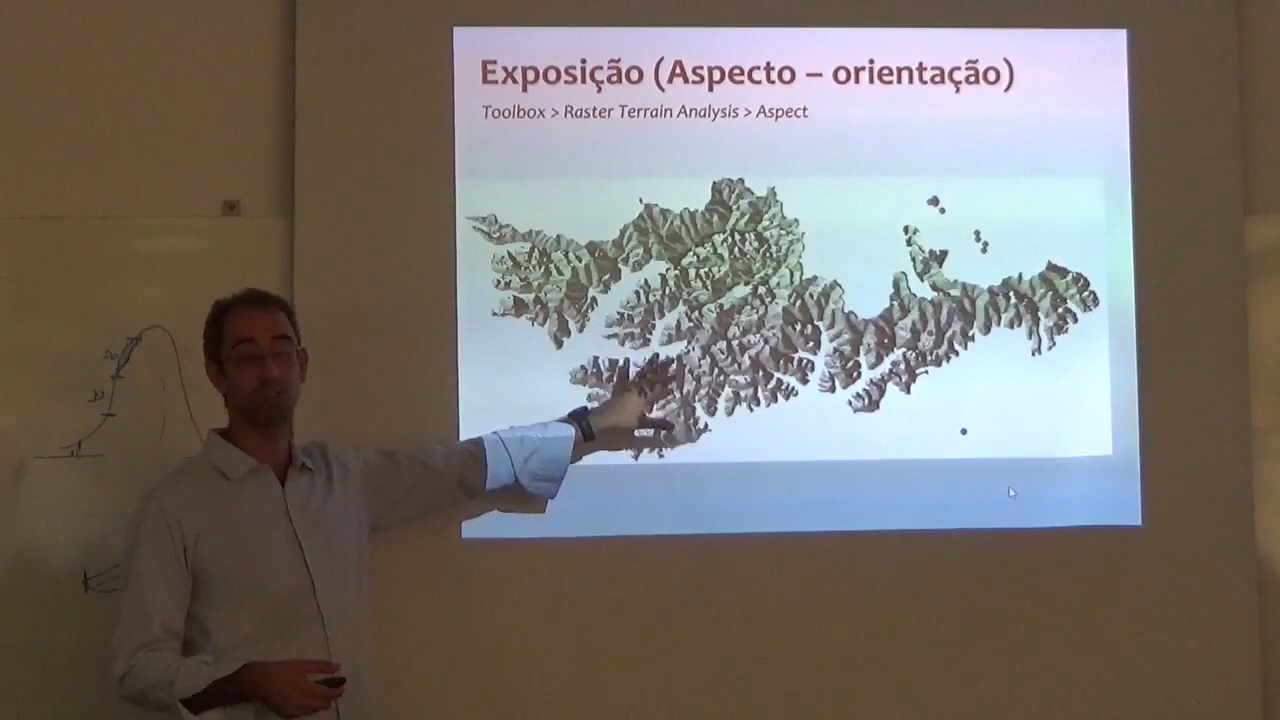 Exposição (Aspecto – orientação)
Toolbox > Raster Terrain Analysis > Aspect